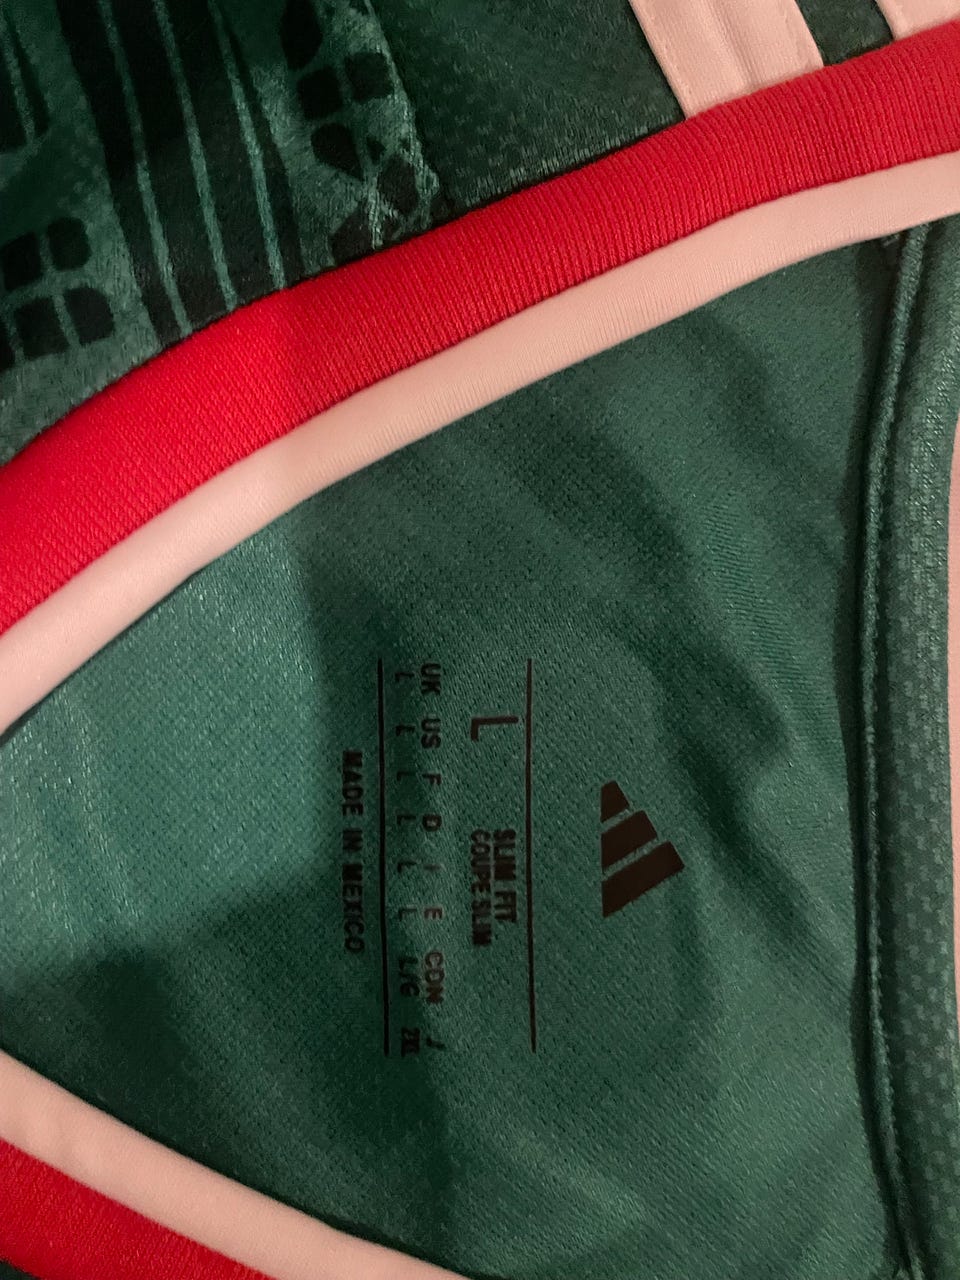 L
SLIM FIT
COUPE SLIM
UK US F D I E CDN J
L L L L L L L/G 2XL
MADE IN MEXICO